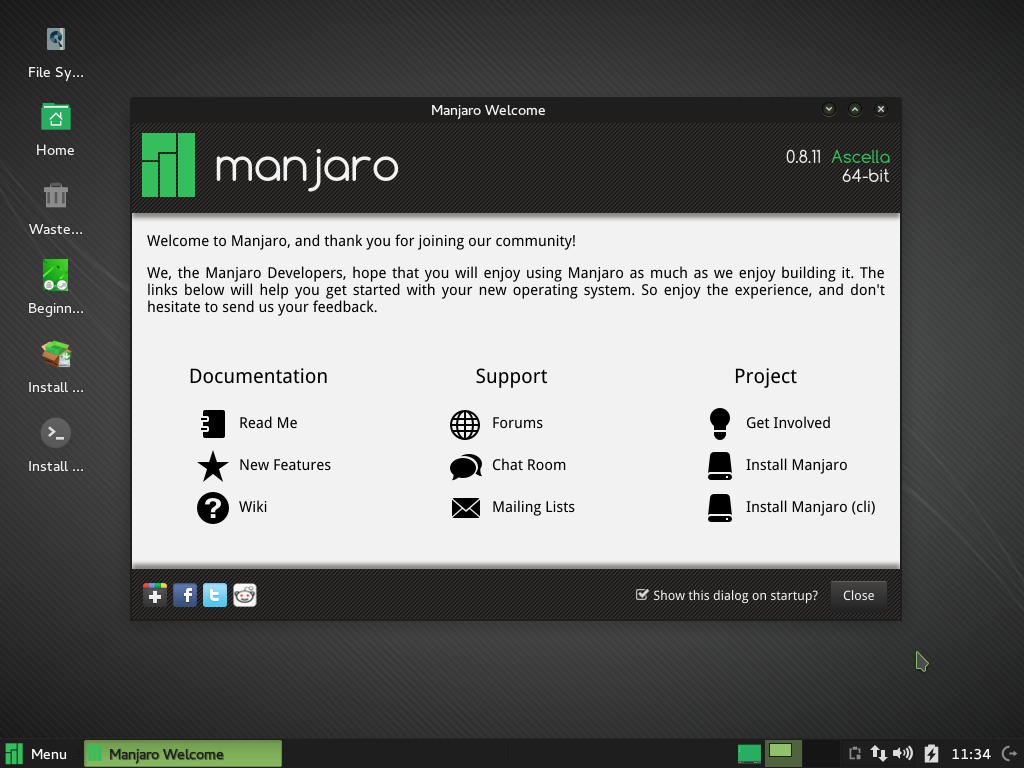 File Sy...
Home
Waste...
Beginn...
Install ...
Install ...
Manjaro Welcome
manjaro
0.8.11 Ascella
64-bit
Welcome to Manjaro, and thank you for joining our community!
We, the Manjaro Developers, hope that you will enjoy using Manjaro as much as we enjoy building it. The
links below will help you get started with your new operating system. So enjoy the experience, and don't
hesitate to send us your feedback.
Documentation
Read Me
New Features
Wiki
Support
Forums
Chat Room
Mailing Lists
Project
Get Involved
Install Manjaro
Install Manjaro (cli)
Show this dialog on startup?
Close
Menu
Manjaro Welcome
11:34